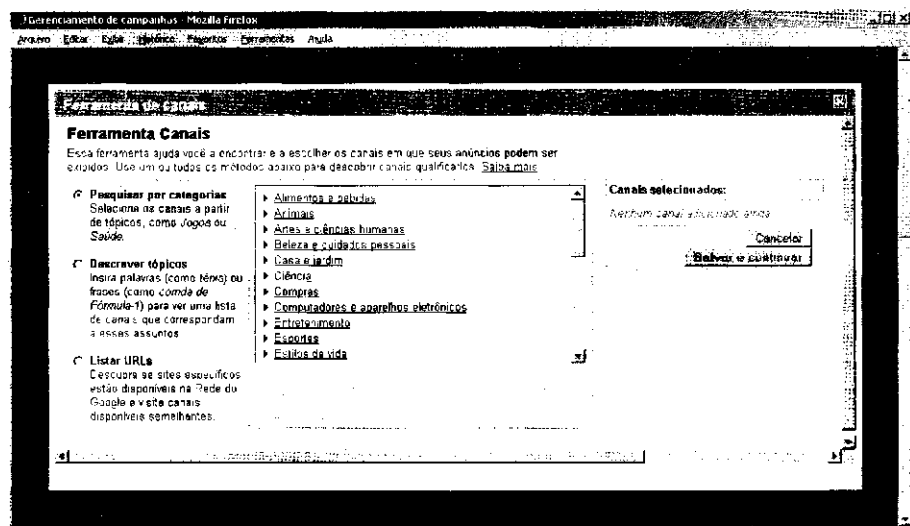 Gerenciamento de campanhas - Mozilla Firefox
Arquivo Editar Exibir Histórico Favoritos Ferramentas Ajuda
Ferramenta de canais
Ferramenta Canais
Essa ferramenta ajuda você a encontrar e a escolher os canais em que seus anúncios podem ser
exibidos. Use um ou todos os métodos abaixo para descobrir canais qualificados. Saiba mais
Pesquisar por categorias
Selecione os canais a partir
de tópicos, como Jogos ou
Saúde.
Descrever tópicos
Insira palavras (como tênis) ou
frases (como corrida de
Fórmula-1) para ver uma lista
de canais que correspondam
a esses assuntos
Listar URLs
Descubra se sites específicos
estão disponíveis na Rede do
Google e visite canais
disponíveis semelhantes.
Alimentos e bebidas
Animais
Artes e ciências humanas
Beleza e cuidados pessoais
Casa e jardim
Ciência
Compras
Computadores e aparelhos eletrônicos
Entretenimento
Esportes
Estilos de vida
Canais selecionados:
Nenhum canal adicionado ainda
Cancelar
Salvar e continuar